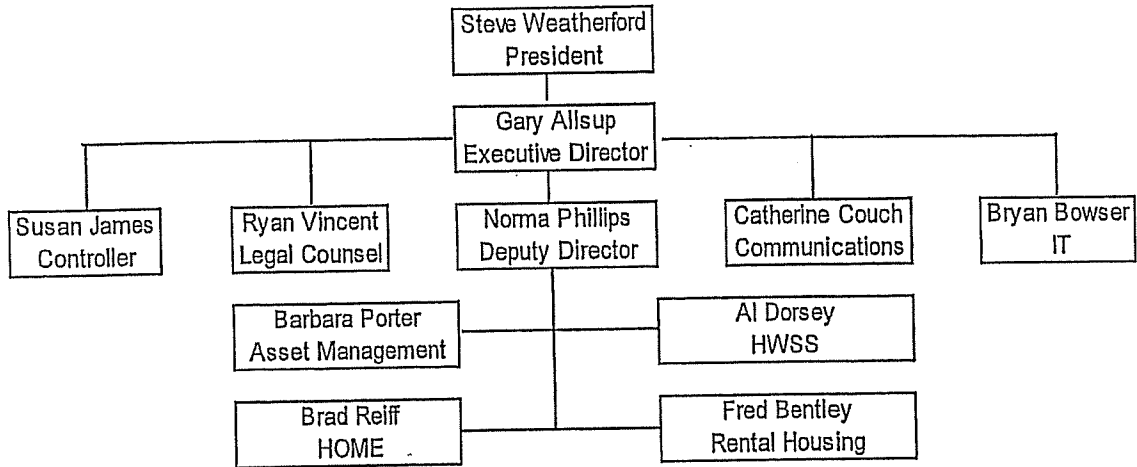 Steve Weatherford
President
Gary Allsup
Executive Director
Susan James
Controller
Ryan Vincent
Legal Counsel
Norma Phillips
Deputy Director
Catherine Couch
Communications
Bryan Bowser
IT
Barbara Porter
Asset Management
Al Dorsey
HWSS
Brad Reiff
HOME
Fred Bentley
Rental Housing